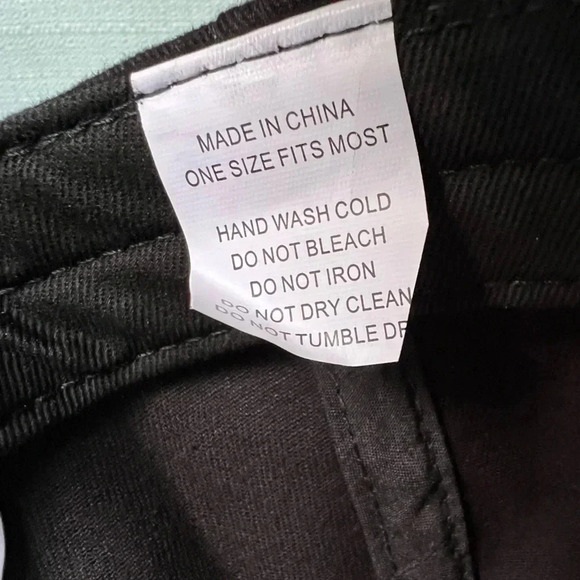 MADE IN CHINA
ONE SIZE FITS MOST
HAND WASH COLD
DO NOT BLEACH
DO NOT IRON
DO NOT DRY CLEAN
DO NOT TUMBLE DR